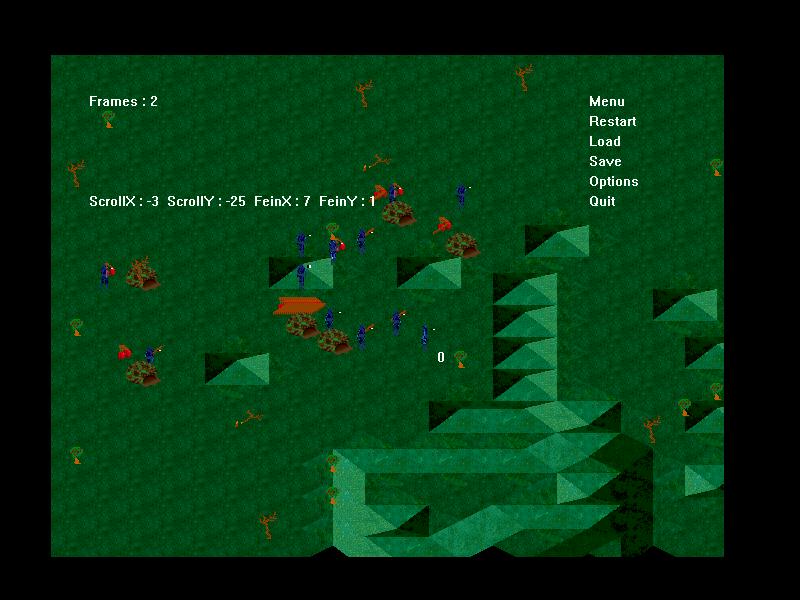 Frames : 2
Menu
Restart
Load
Save
Options
ScrollX : -3 ScrollY : -25 FeinX : 7 FeinY : 1
Quit
0